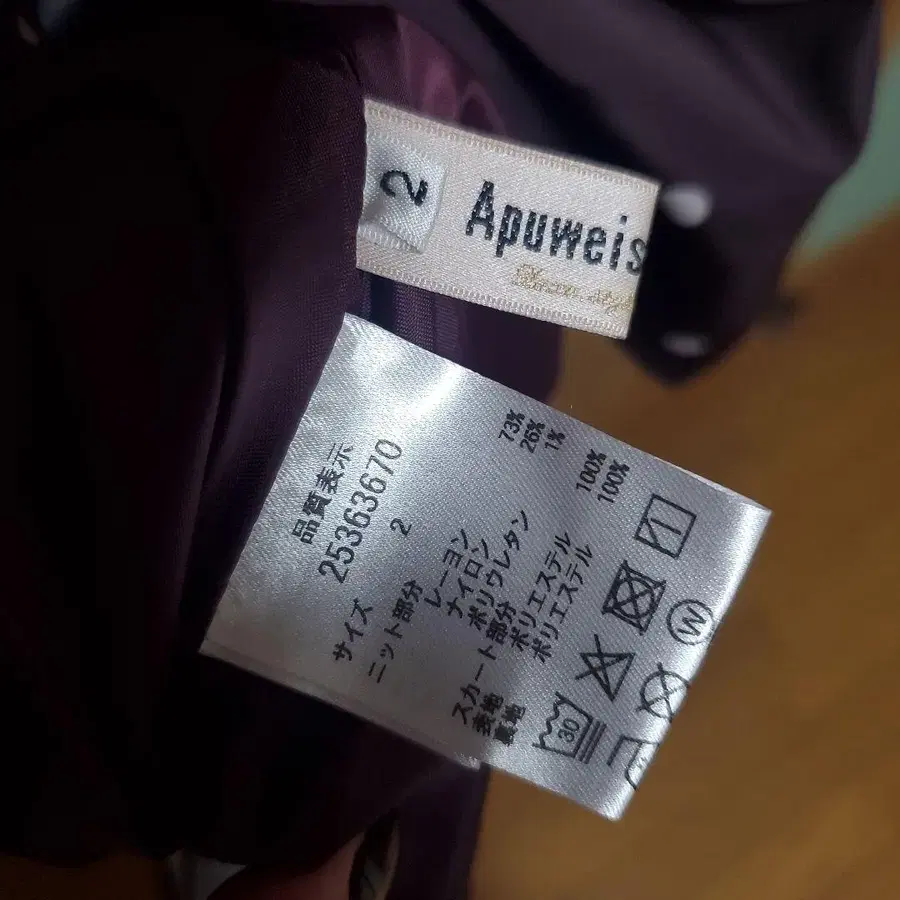 2
Apuweis
品質表示
25363670
サイズ 2
ニット部分
レーヨン 73%
ナイロン 26%
ポリウレタン 1%
スカート部分
表地 ポリエステル 100%
裏地 ポリエステル 100%
30
W